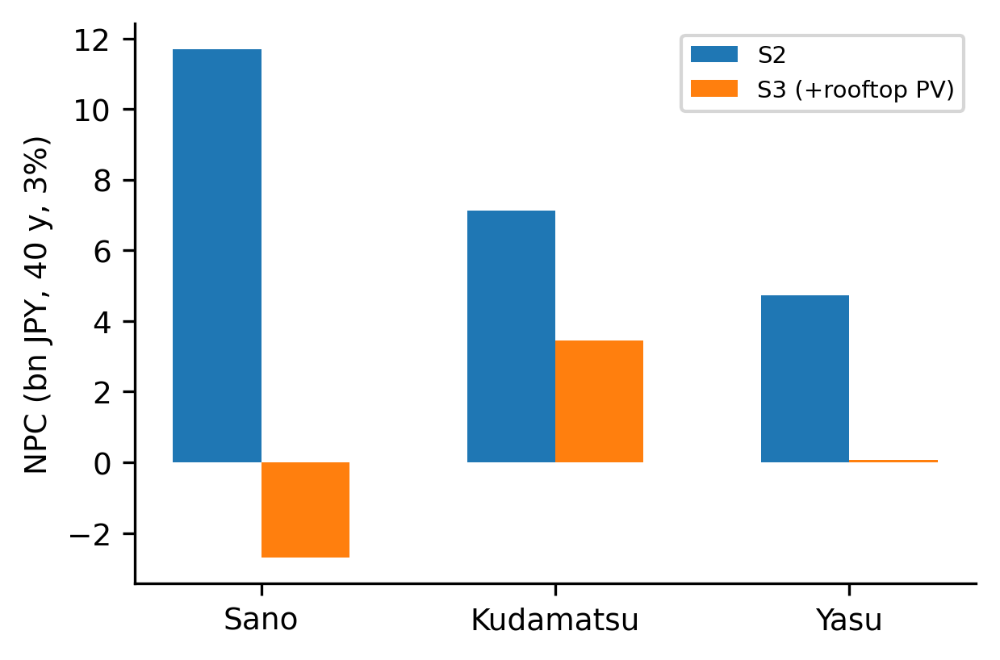 NPC (bn JPY, 40 y, 3%)
12
10
8
6
4
2
0
−2
S2
S3 (+rooftop PV)
Sano
Kudamatsu
Yasu